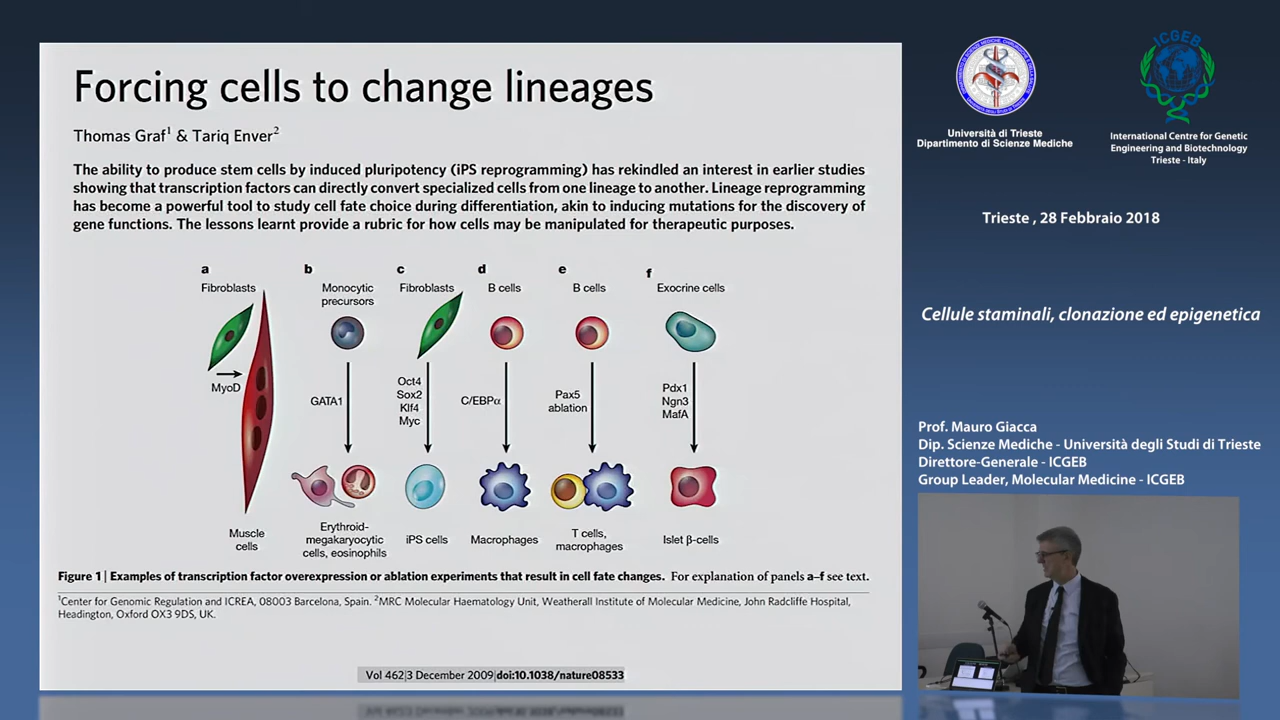 Forcing cells to change lineages
Thomas Graf¹ & Tariq Enver²
The ability to produce stem cells by induced pluripotency (iPS reprogramming) has rekindled an interest in earlier studies
showing that transcription factors can directly convert specialized cells from one lineage to another. Lineage reprogramming
has become a powerful tool to study cell fate choice during differentiation, akin to inducing mutations for the discovery of
gene functions. The lessons learnt provide a rubric for how cells may be manipulated for therapeutic purposes.
a
Fibroblasts
MyoD
Muscle
cells
b
Monocytic
precursors
GATA1
Erythroid-
megakaryocytic
cells, eosinophils
c
Fibroblasts
Oct4
Sox2
Klf4
Myc
iPS cells
d
B cells
C/EBPα
Macrophages
e
B cells
Pax5
ablation
T cells,
macrophages
f
Exocrine cells
Pdx1
Ngn3
MafA
Islet β-cells
Figure 1 | Examples of transcription factor overexpression or ablation experiments that result in cell fate changes. For explanation of panels a–f see text.
¹Center for Genomic Regulation and ICREA, 08003 Barcelona, Spain. ²MRC Molecular Haematology Unit, Weatherall Institute of Molecular Medicine, John Radcliffe Hospital,
Headington, Oxford OX3 9DS, UK.
Vol 462|3 December 2009|doi:10.1038/nature08533
Università di Trieste
Dipartimento di Scienze Mediche
ICGEB
International Centre for Genetic
Engineering and Biotechnology
Trieste - Italy
Trieste , 28 Febbraio 2018
Cellule staminali, clonazione ed epigenetica
Prof. Mauro Giacca
Dip. Scienze Mediche - Università degli Studi di Trieste
Direttore-Generale - ICGEB
Group Leader, Molecular Medicine - ICGEB